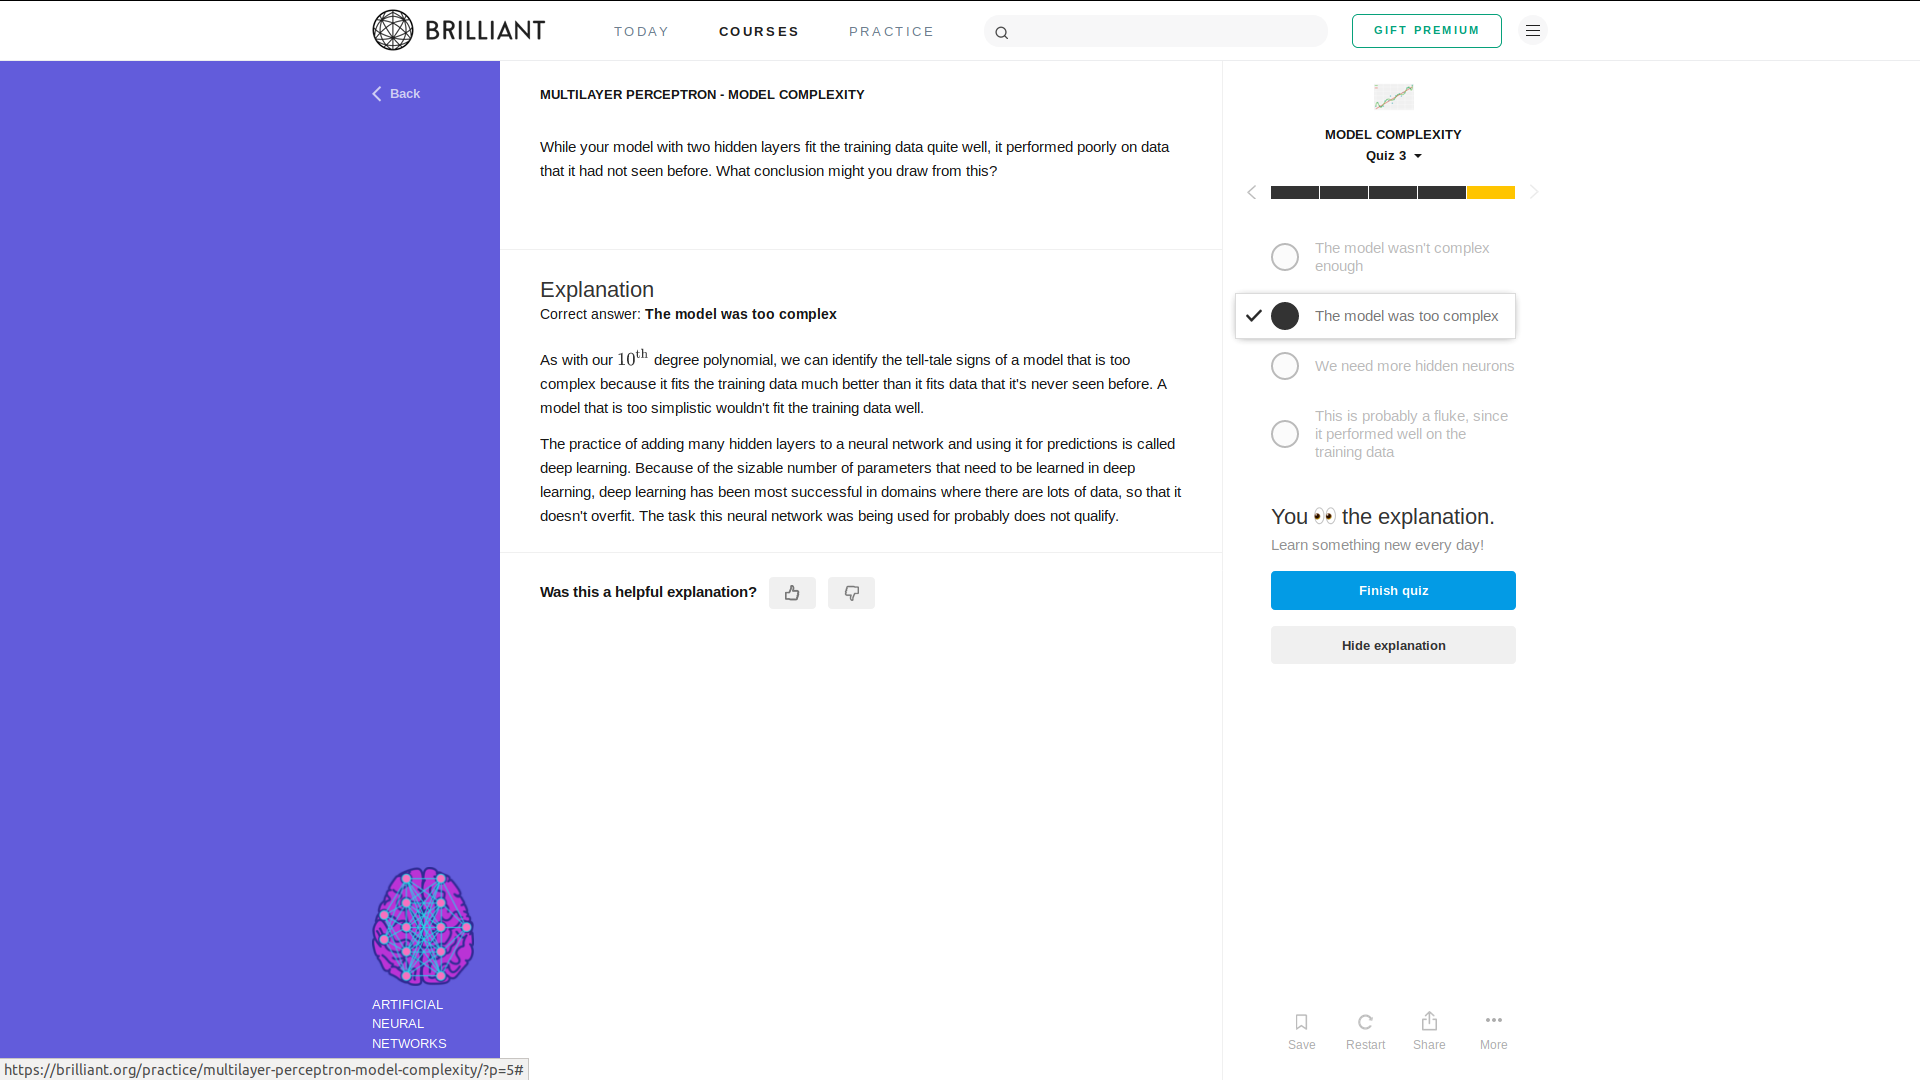 BRILLIANT
TODAY
COURSES
PRACTICE
GIFT PREMIUM
Back
MULTILAYER PERCEPTRON - MODEL COMPLEXITY
While your model with two hidden layers fit the training data quite well, it performed poorly on data
that it had not seen before. What conclusion might you draw from this?
Explanation
Correct answer: The model was too complex
As with our 10th degree polynomial, we can identify the tell-tale signs of a model that is too
complex because it fits the training data much better than it fits data that it's never seen before. A
model that is too simplistic wouldn't fit the training data well.
The practice of adding many hidden layers to a neural network and using it for predictions is called
deep learning. Because of the sizable number of parameters that need to be learned in deep
learning, deep learning has been most successful in domains where there are lots of data, so that it
doesn't overfit. The task this neural network was being used for probably does not qualify.
Was this a helpful explanation?
MODEL COMPLEXITY
Quiz 3
The model wasn't complex
enough
The model was too complex
We need more hidden neurons
This is probably a fluke, since
it performed well on the
training data
You 👀 the explanation.
Learn something new every day!
Finish quiz
Hide explanation
Save
Restart
Share
More
ARTIFICIAL
NEURAL
NETWORKS
https://brilliant.org/practice/multilayer-perceptron-model-complexity/?p=5#